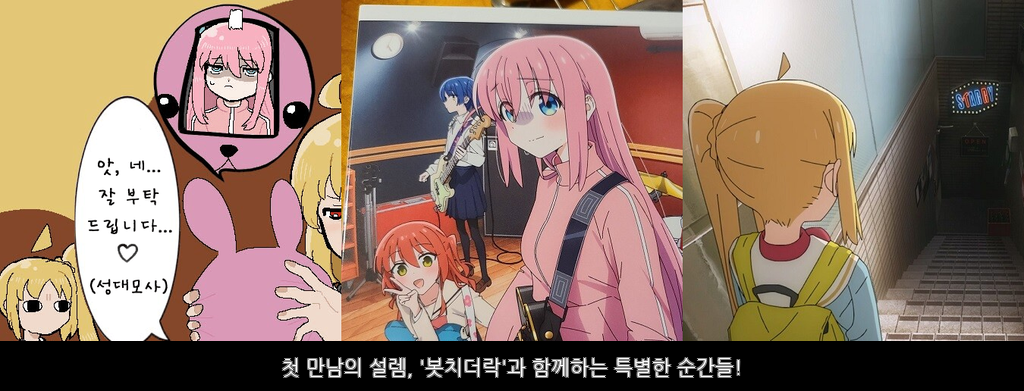 앗, 네...
잘 부탁
드립니다...
♡
(성대모사)
STARRY
첫 만남의 설렘, '봇치더락'과 함께하는 특별한 순간들!